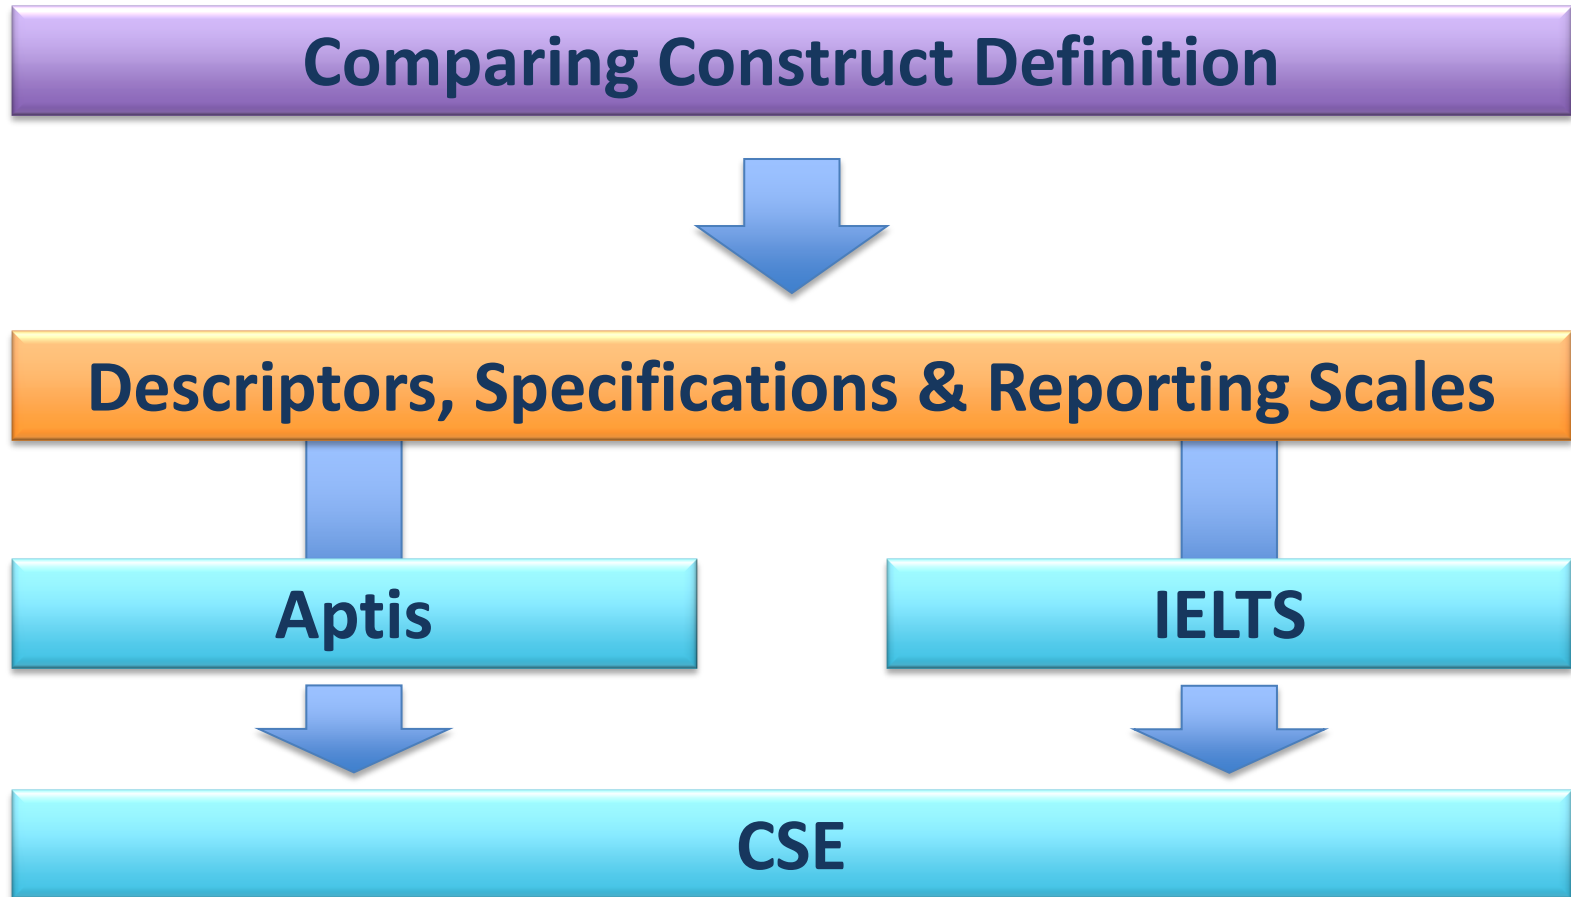 Comparing Construct Definition
Descriptors, Specifications & Reporting Scales
Aptis
IELTS
CSE